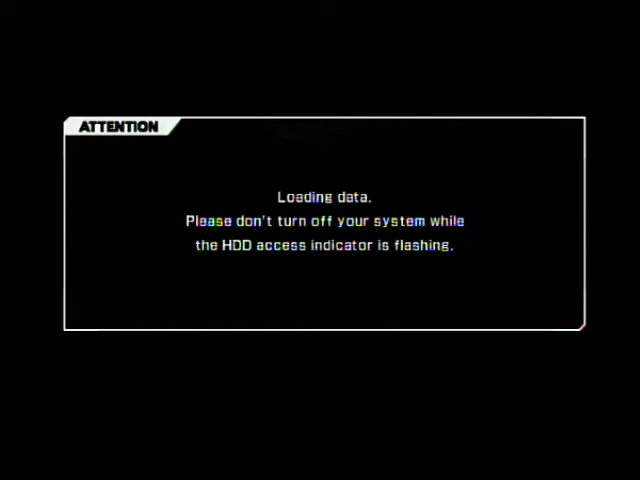 ATTENTION
Loading data.
Please don't turn off your system while
the HDD access indicator is flashing.